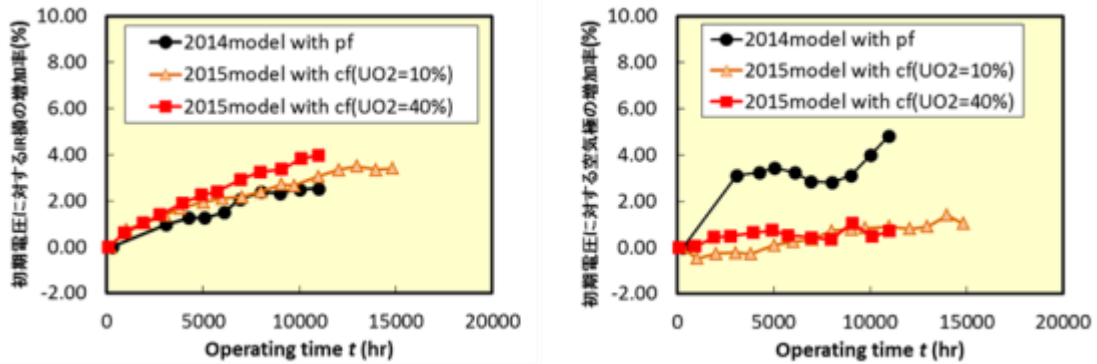 初期電圧に対するIR損の増加率(%)
10.00
8.00
6.00
4.00
2.00
0.00
-2.00
2014model with pf
2015model with cf(UO2=10%)
2015model with cf(UO2=40%)
0 5000 10000 15000 20000
Operating time t (hr)
初期電圧に対する空気極の増加率(%)
10.00
8.00
6.00
4.00
2.00
0.00
-2.00
2014model with pf
2015model with cf(UO2=10%)
2015model with cf(UO2=40%)
0 5000 10000 15000 20000
Operating time t (hr)